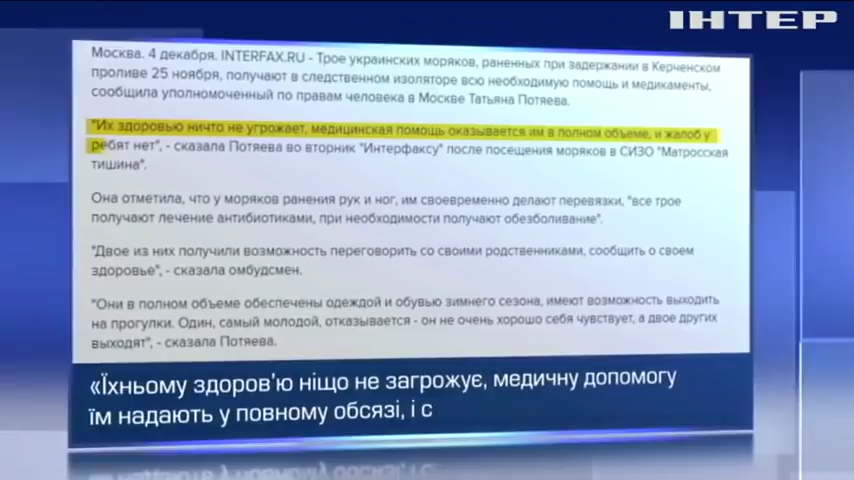 ІНТЕР
Москва. 4 декабря. INTERFAX.RU - Трое украинских моряков, раненных при задержании в Керченском
проливе 25 ноября, получают в следственном изоляторе всю необходимую помощь и медикаменты,
сообщила уполномоченный по правам человека в Москве Татьяна Потяева.
"Их здоровью ничто не угрожает, медицинская помощь оказывается им в полном объеме, и жалоб у
ребят нет", - сказала Потяева во вторник "Интерфаксу" после посещения моряков в СИЗО "Матросская
тишина".
Она отметила, что у моряков ранения рук и ног, им своевременно делают перевязки, "все трое
получают лечение антибиотиками, при необходимости получают обезболивание".
"Двое из них получили возможность переговорить со своими родственниками, сообщить о своем
здоровье", - сказала омбудсмен.
"Они в полном объеме обеспечены одеждой и обувью зимнего сезона, имеют возможность выходить
на прогулки. Один, самый молодой, отказывается - он не очень хорошо себя чувствует, а двое других
выходят", - сказала Потяева.
«Їхньому здоров'ю ніщо не загрожує, медичну допомогу
їм надають у повному обсязі, і с